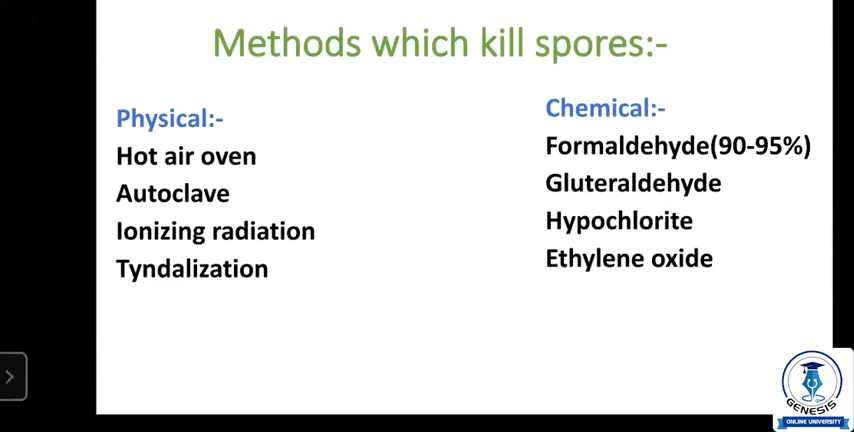 Methods which kill spores:-
Physical:-
Hot air oven
Autoclave
Ionizing radiation
Tyndalization
Chemical:-
Formaldehyde(90-95%)
Gluteraldehyde
Hypochlorite
Ethylene oxide
GENESIS
ONLINE UNIVERSITY